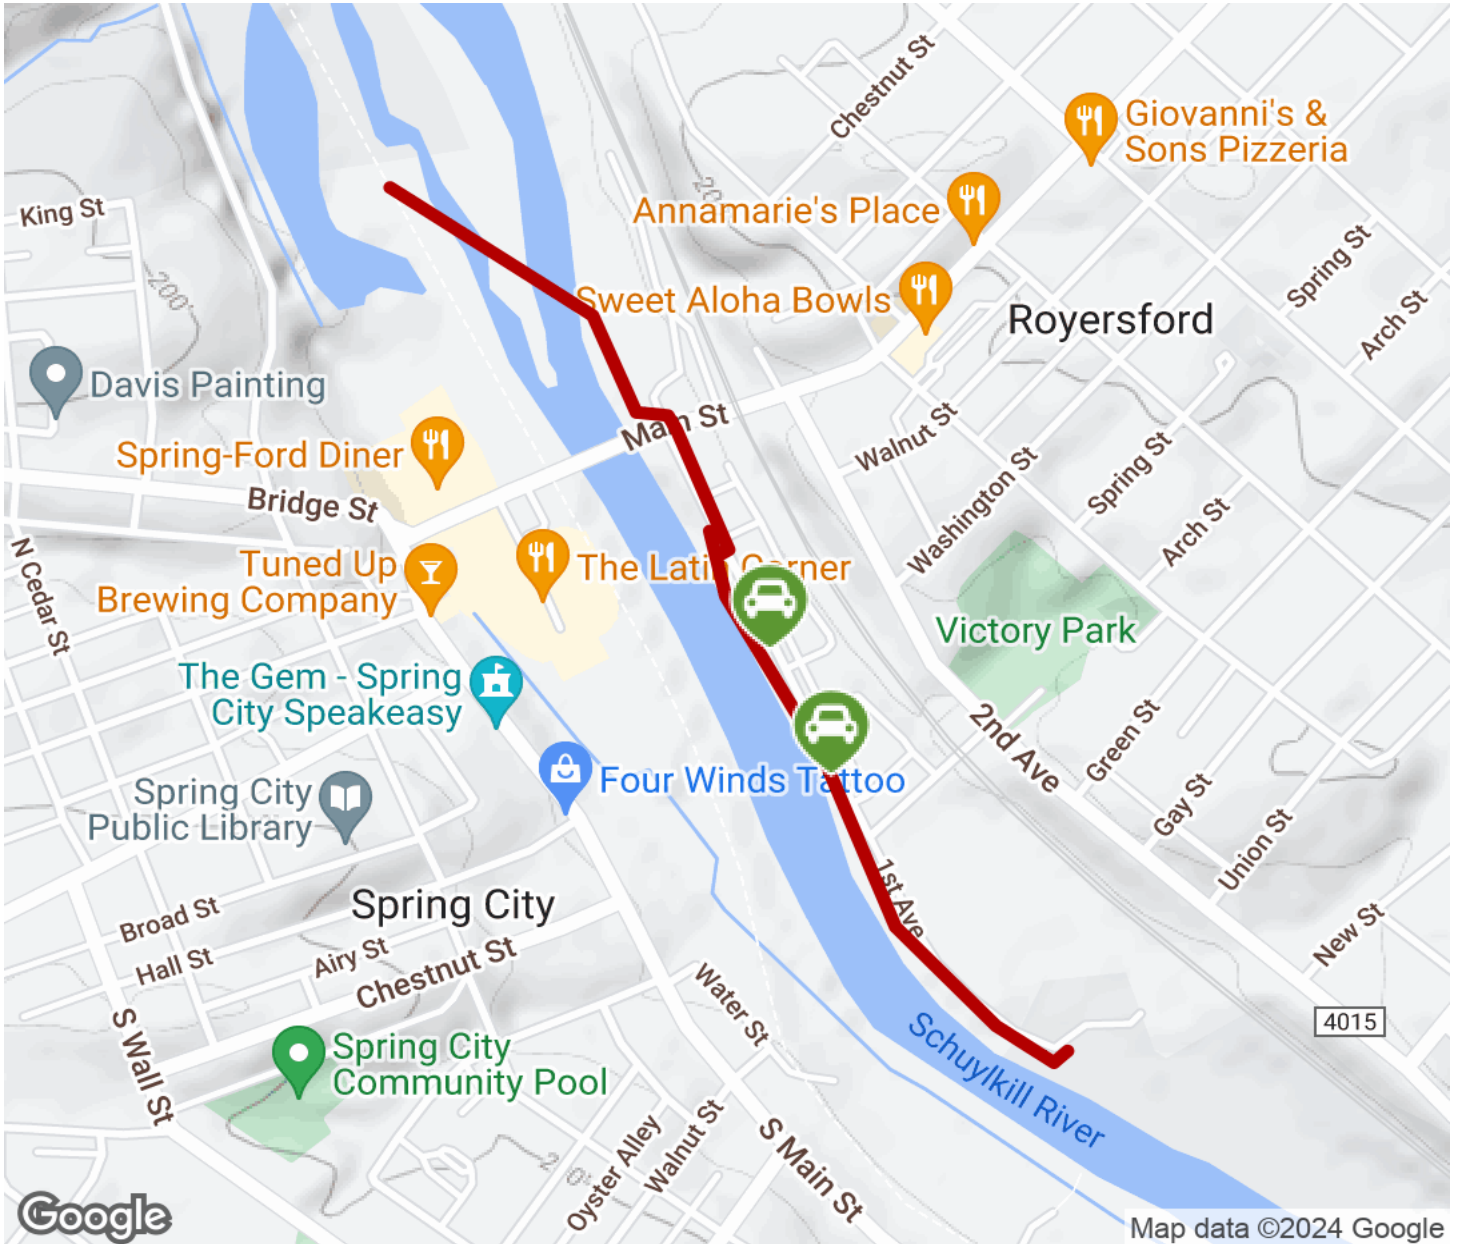 Chestnut St
Giovanni's &
Sons Pizzeria
King St
Annamarie's Place
200'
Spring St
Sweet Aloha Bowls
Royersford
Arch St
Davis Painting
Main St
Walnut St
Spring-Ford Diner
Bridge St
Washington St
Spring St
Arch St
N Cedar St
Tuned Up
Brewing Company
The Latin Corner
Victory Park
The Gem - Spring
City Speakeasy
2nd Ave
Green St
Four Winds Tattoo
Spring City
Public Library
Gay St
Union St
1st Ave
Spring City
Broad St
Hall St
Airy St
Chestnut St
New St
Water St
4015
S Wall St
Spring City
Community Pool
Schuylkill River
Oyster Alley
Walnut St
S Main St
Google
Map data ©2024 Google